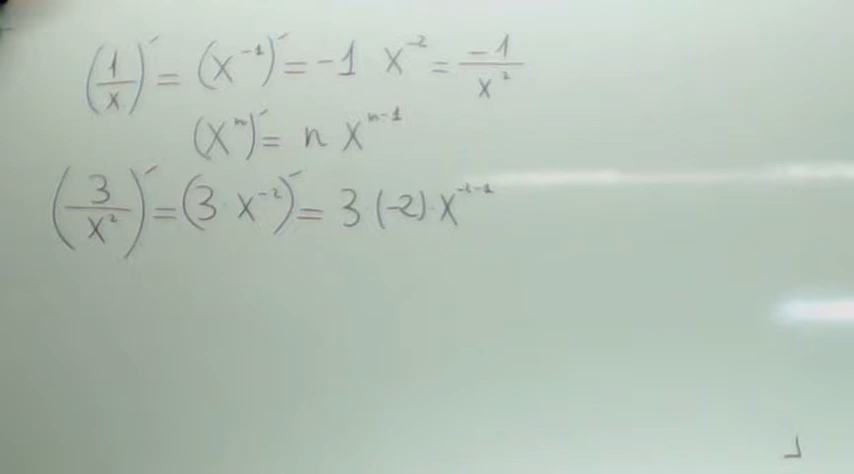 (1/x)′ = (x⁻¹)′ = -1 x⁻² = -1/x²
(xⁿ)′ = n xⁿ⁻¹
(3/x²)′ = (3·x⁻²)′ = 3(-2)·x⁻²⁻¹